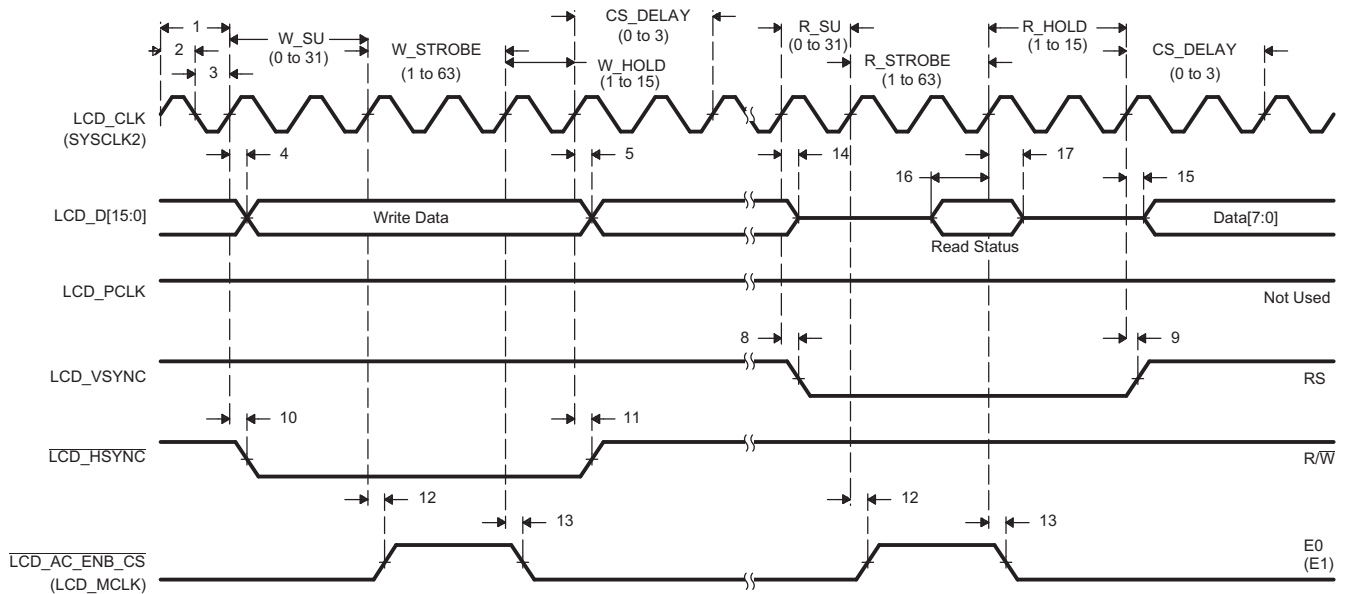 1
2
3
W_SU
(0 to 31)
W_STROBE
(1 to 63)
CS_DELAY
(0 to 3)
W_HOLD
(1 to 15)
R_SU
(0 to 31)
R_STROBE
(1 to 63)
R_HOLD
(1 to 15)
CS_DELAY
(0 to 3)
LCD_CLK
(SYSCLK2)
4
5
14
17
16
15
LCD_D[15:0]
Write Data
Read Status
Data[7:0]
LCD_PCLK
Not Used
8
9
LCD_VSYNC
RS
10
11
LCD_HSYNC
R/W
12
13
12
13
LCD_AC_ENB_CS
(LCD_MCLK)
E0
(E1)